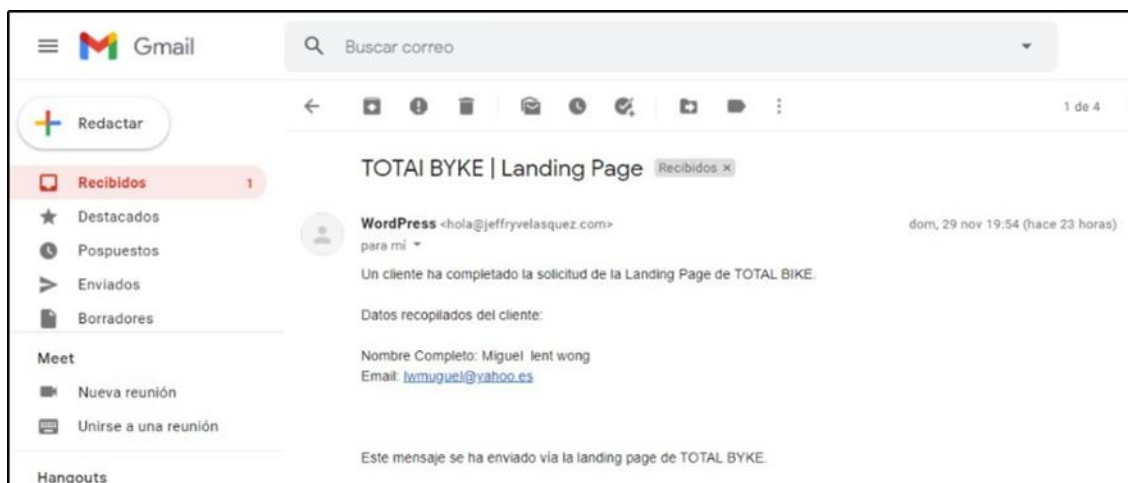 Gmail
Buscar correo
Redactar
1 de 4
TOTAI BYKE | Landing Page Recibidos ×
Recibidos 1
Destacados
Pospuestos
Enviados
Borradores
WordPress <hola@jeffryvelasquez.com> dom, 29 nov 19:54 (hace 23 horas)
para mí
Un cliente ha completado la solicitud de la Landing Page de TOTAL BIKE.
Datos recopilados del cliente:
Nombre Completo: Miguel lent wong
Email: lwmuguel@yahoo.es
Este mensaje se ha enviado vía la landing page de TOTAL BYKE.
Meet
Nueva reunión
Unirse a una reunión
Hangouts